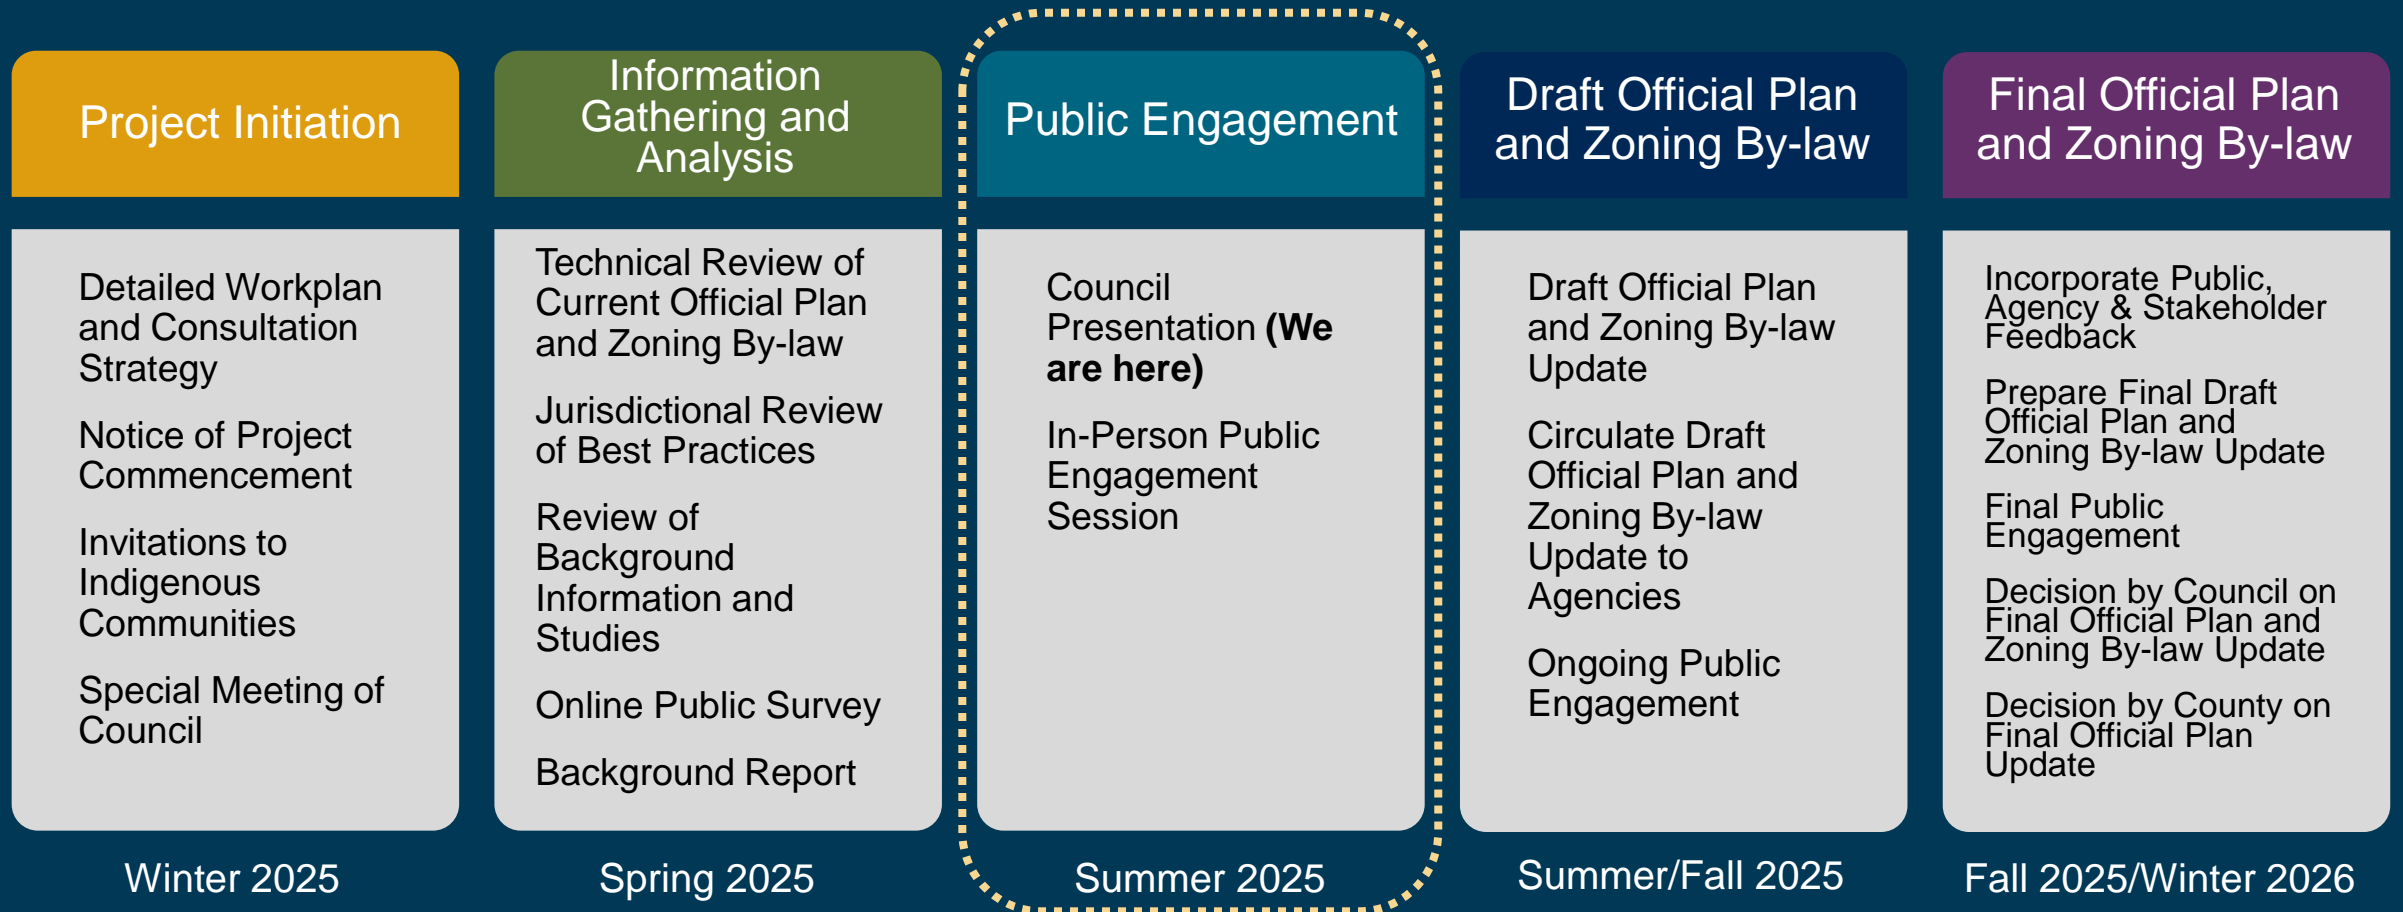 Project Initiation
Detailed Workplan
and Consultation
Strategy
Notice of Project
Commencement
Invitations to
Indigenous
Communities
Special Meeting of
Council
Winter 2025
Information
Gathering and
Analysis
Technical Review of
Current Official Plan
and Zoning By-law
Jurisdictional Review
of Best Practices
Review of
Background
Information and
Studies
Online Public Survey
Background Report
Spring 2025
Public Engagement
Council
Presentation (We
are here)
In-Person Public
Engagement
Session
Summer 2025
Draft Official Plan
and Zoning By-law
Draft Official Plan
and Zoning By-law
Update
Circulate Draft
Official Plan and
Zoning By-law
Update to
Agencies
Ongoing Public
Engagement
Summer/Fall 2025
Final Official Plan
and Zoning By-law
Incorporate Public,
Agency & Stakeholder
Feedback
Prepare Final Draft
Official Plan and
Zoning By-law Update
Final Public
Engagement
Decision by Council on
Final Official Plan and
Zoning By-law Update
Decision by County on
Final Official Plan
Update
Fall 2025/Winter 2026